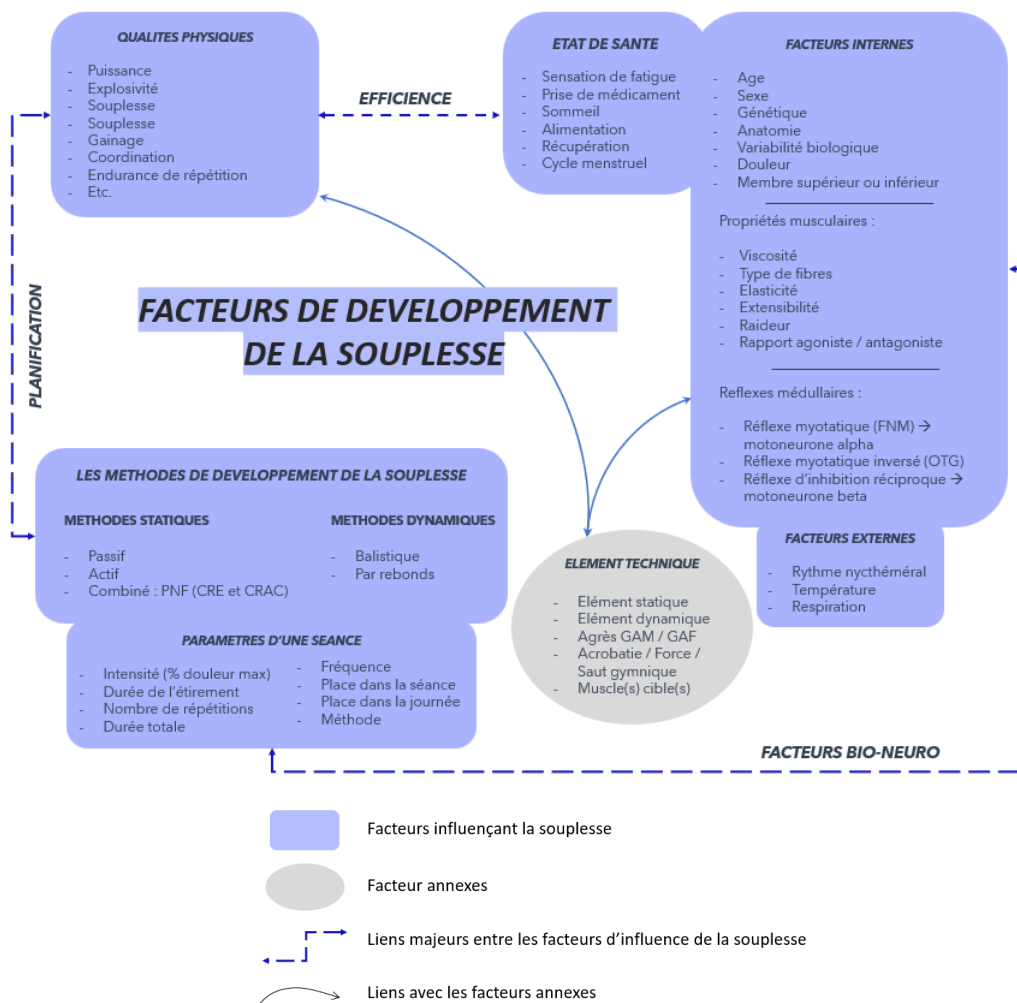 QUALITES PHYSIQUES
- Puissance
- Explosivité
- Souplesse
- Souplesse
- Gainage
- Coordination
- Endurance de répétition
- Etc.
EFFICIENCE
ETAT DE SANTE
- Sensation de fatigue
- Prise de médicament
- Sommeil
- Alimentation
- Récupération
- Cycle menstruel
FACTEURS INTERNES
- Age
- Sexe
- Génétique
- Anatomie
- Variabilité biologique
- Douleur
- Membre supérieur ou inférieur
Propriétés musculaires :
- Viscosité
- Type de fibres
- Elasticité
- Extensibilité
- Raideur
- Rapport agoniste / antagoniste
Reflexes médullaires :
- Réflexe myotatique (FNM) →
motoneurone alpha
- Réflexe myotatique inversé (OTG)
- Réflexe d'inhibition réciproque →
motoneurone beta
FACTEURS DE DEVELOPPEMENT
DE LA SOUPLESSE
PLANIFICATION
LES METHODES DE DEVELOPPEMENT DE LA SOUPLESSE
METHODES STATIQUES
- Passif
- Actif
- Combiné : PNF (CRE et CRAC)
METHODES DYNAMIQUES
- Balistique
- Par rebonds
PARAMETRES D'UNE SEANCE
- Intensité (% douleur max)
- Durée de l'étirement
- Nombre de répétitions
- Durée totale
- Fréquence
- Place dans la séance
- Place dans la journée
- Méthode
ELEMENT TECHNIQUE
- Elément statique
- Elément dynamique
- Agrès GAM / GAF
- Acrobatie / Force /
Saut gymnique
- Muscle(s) cible(s)
FACTEURS EXTERNES
- Rythme nycthéméral
- Température
- Respiration
FACTEURS BIO-NEURO
Facteurs influençant la souplesse
Facteur annexes
Liens majeurs entre les facteurs d'influence de la souplesse
Liens avec les facteurs annexes